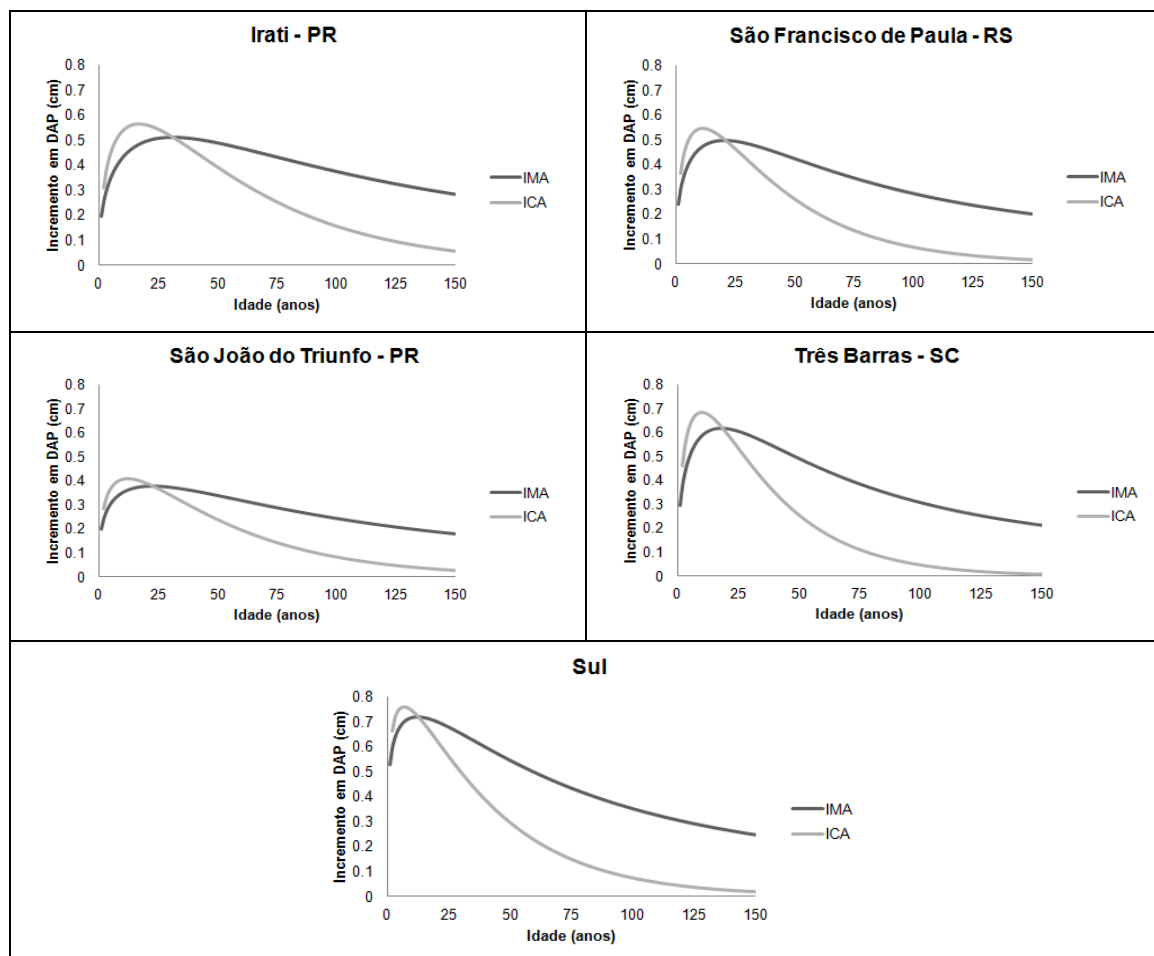 Irati - PR
Incremento em DAP (cm)
0.8
0.7
0.6
0.5
0.4
0.3
0.2
0.1
0
0 25 50 75 100 125 150
Idade (anos)
IMA
ICA
São Francisco de Paula - RS
Incremento em DAP (cm)
0.8
0.7
0.6
0.5
0.4
0.3
0.2
0.1
0
0 25 50 75 100 125 150
Idade (anos)
IMA
ICA
São João do Triunfo - PR
Incremento em DAP (cm)
0.8
0.7
0.6
0.5
0.4
0.3
0.2
0.1
0
0 25 50 75 100 125 150
Idade (anos)
IMA
ICA
Três Barras - SC
Incremento em DAP (cm)
0.8
0.7
0.6
0.5
0.4
0.3
0.2
0.1
0
0 25 50 75 100 125 150
Idade (anos)
IMA
ICA
Sul
Incremento em DAP (cm)
0.8
0.7
0.6
0.5
0.4
0.3
0.2
0.1
0
0 25 50 75 100 125 150
Idade (anos)
IMA
ICA